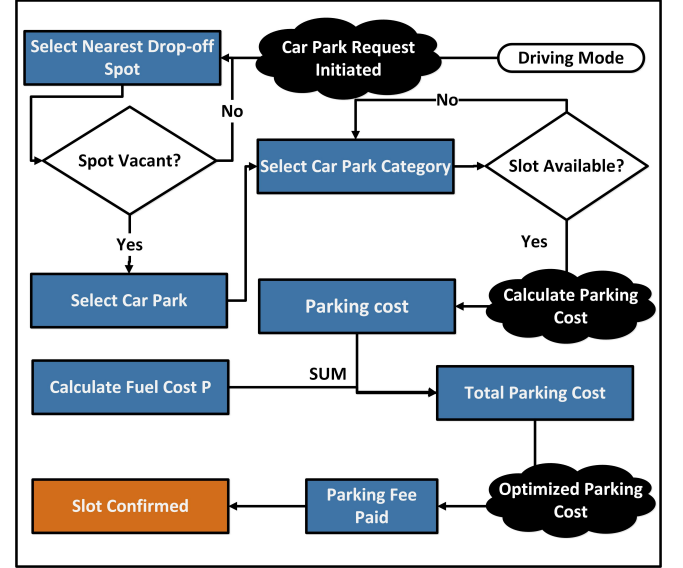 Select Nearest Drop-off
Spot
Car Park Request
Initiated
Driving Mode
No
No
Spot Vacant?
Select Car Park Category
Slot Available?
Yes
Yes
Select Car Park
Parking cost
Calculate Parking
Cost
Calculate Fuel Cost P
SUM
Total Parking Cost
Slot Confirmed
Parking Fee
Paid
Optimized Parking
Cost